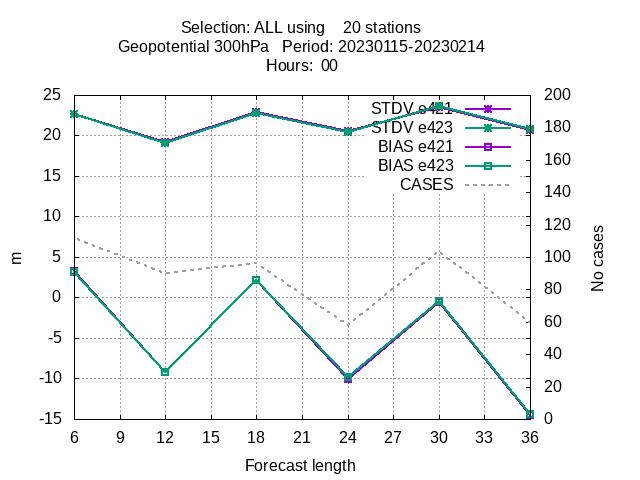 Selection: ALL using 20 stations
Geopotential 300hPa Period: 20230115-20230214
Hours: 00
25
20
15
10
5
0
-5
-10
-15
m
200
180
160
140
120
100
80
60
40
20
0
No cases
STDV e421
STDV e423
BIAS e421
BIAS e423
CASES
6 9 12 15 18 21 24 27 30 33 36
Forecast length